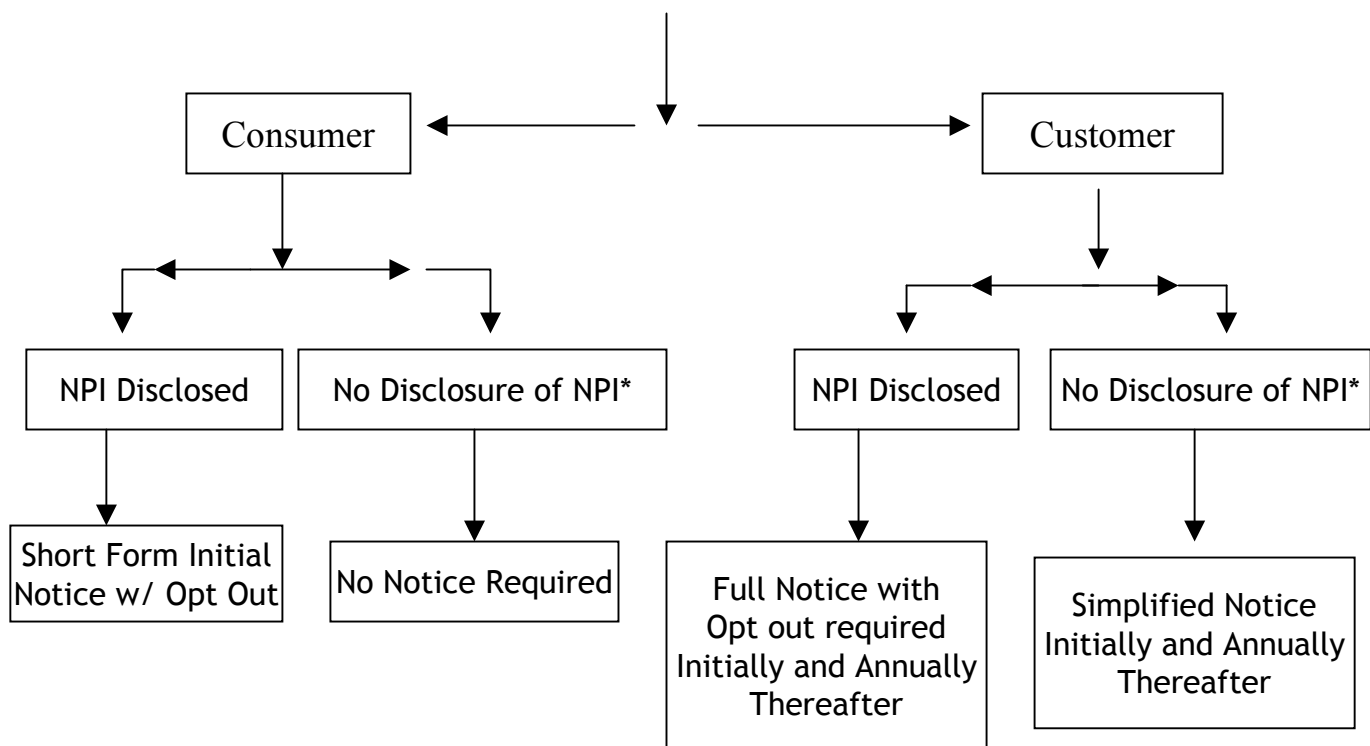 Consumer
Customer
NPI Disclosed
No Disclosure of NPI*
NPI Disclosed
No Disclosure of NPI*
Short Form Initial
Notice w/ Opt Out
No Notice Required
Full Notice with
Opt out required
Initially and Annually
Thereafter
Simplified Notice
Initially and Annually
Thereafter